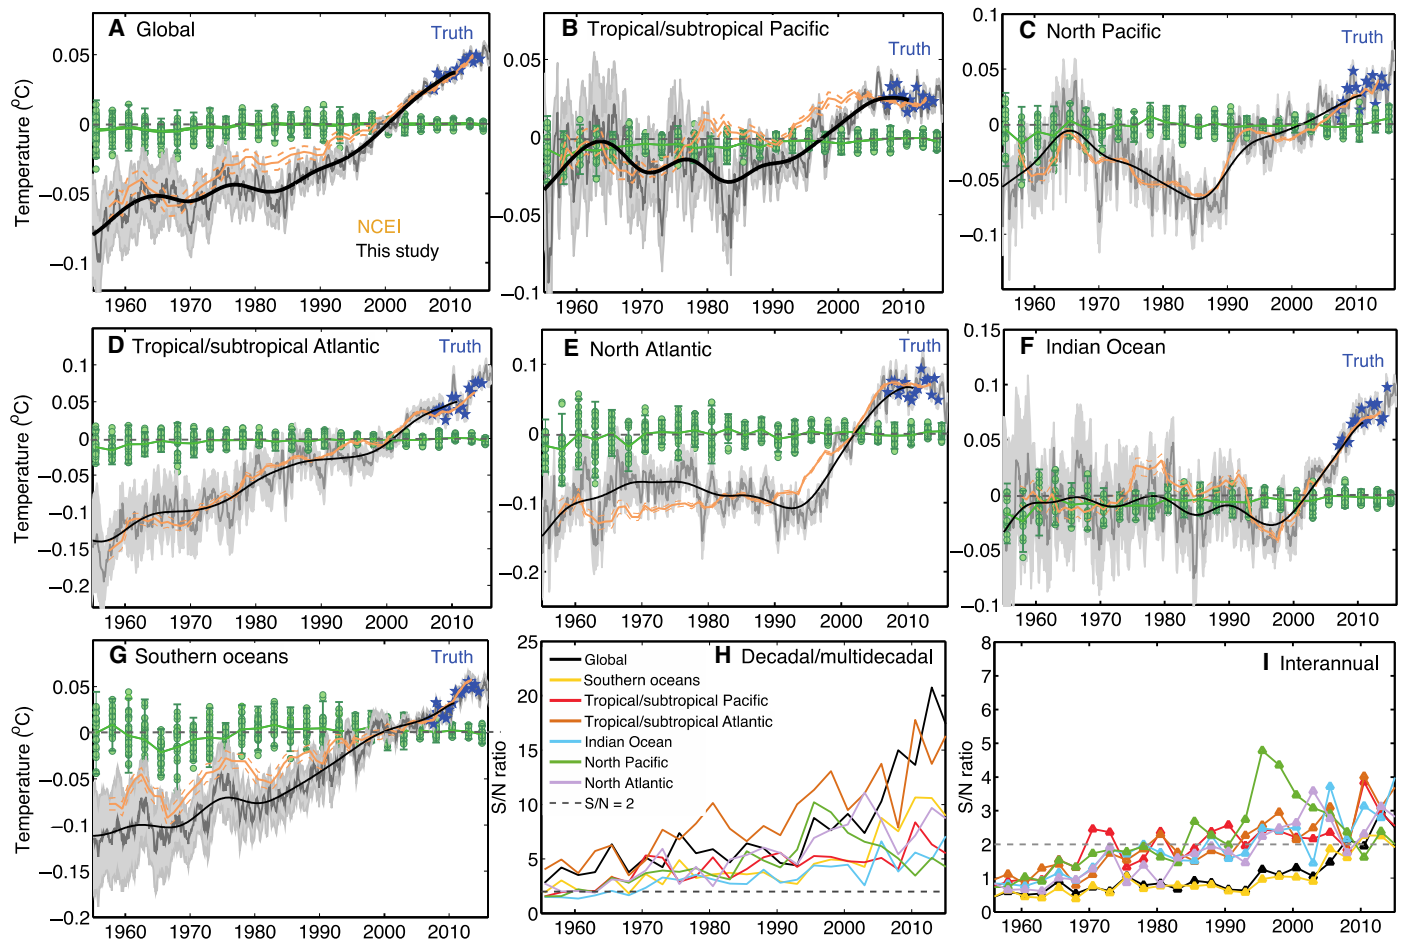 A Global
Truth
0.05
0
−0.05
−0.1
Temperature (⁰C)
NCEI
This study
1960 1970 1980 1990 2000 2010
B Tropical/subtropical Pacific
Truth
0.05
0
−0.05
−0.1
1960 1970 1980 1990 2000 2010
C North Pacific
Truth
0.1
0.05
0
−0.05
−0.1
1960 1970 1980 1990 2000 2010
D Tropical/subtropical Atlantic
Truth
0.1
0.05
0
−0.05
−0.1
−0.15
−0.2
Temperature (⁰C)
1960 1970 1980 1990 2000 2010
E North Atlantic
Truth
0.1
0
−0.1
−0.2
1960 1970 1980 1990 2000 2010
F Indian Ocean
Truth
0.15
0.1
0.05
0
−0.05
−0.1
1960 1970 1980 1990 2000 2010
G Southern oceans
Truth
0.05
0
−0.05
−0.1
−0.15
−0.2
Temperature (⁰C)
1960 1970 1980 1990 2000 2010
H Decadal/multidecadal
25
20
15
10
5
0
S/N ratio
Global
Southern oceans
Tropical/subtropical Pacific
Tropical/subtropical Atlantic
Indian Ocean
North Pacific
North Atlantic
S/N = 2
1960 1970 1980 1990 2000 2010
I Interannual
8
7
6
5
4
3
2
1
0
S/N ratio
1960 1970 1980 1990 2000 2010